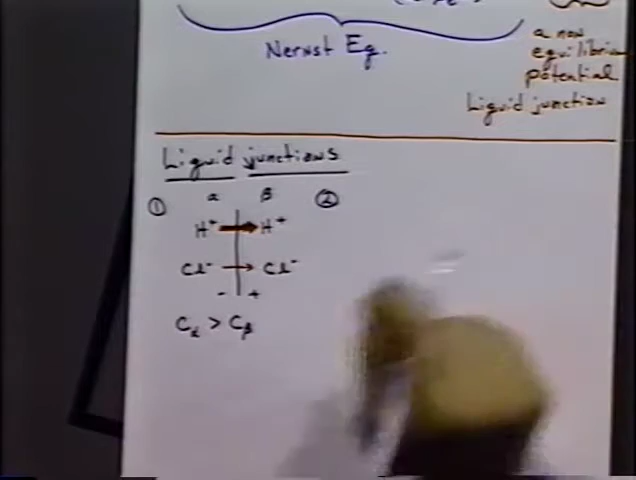 Nernst Eq.
a non
equilibrium
potential
Liquid junction
Liquid junctions
① α β ②
H⁺ → H⁺
Cl⁻ → Cl⁻
- +
Cα > Cβ